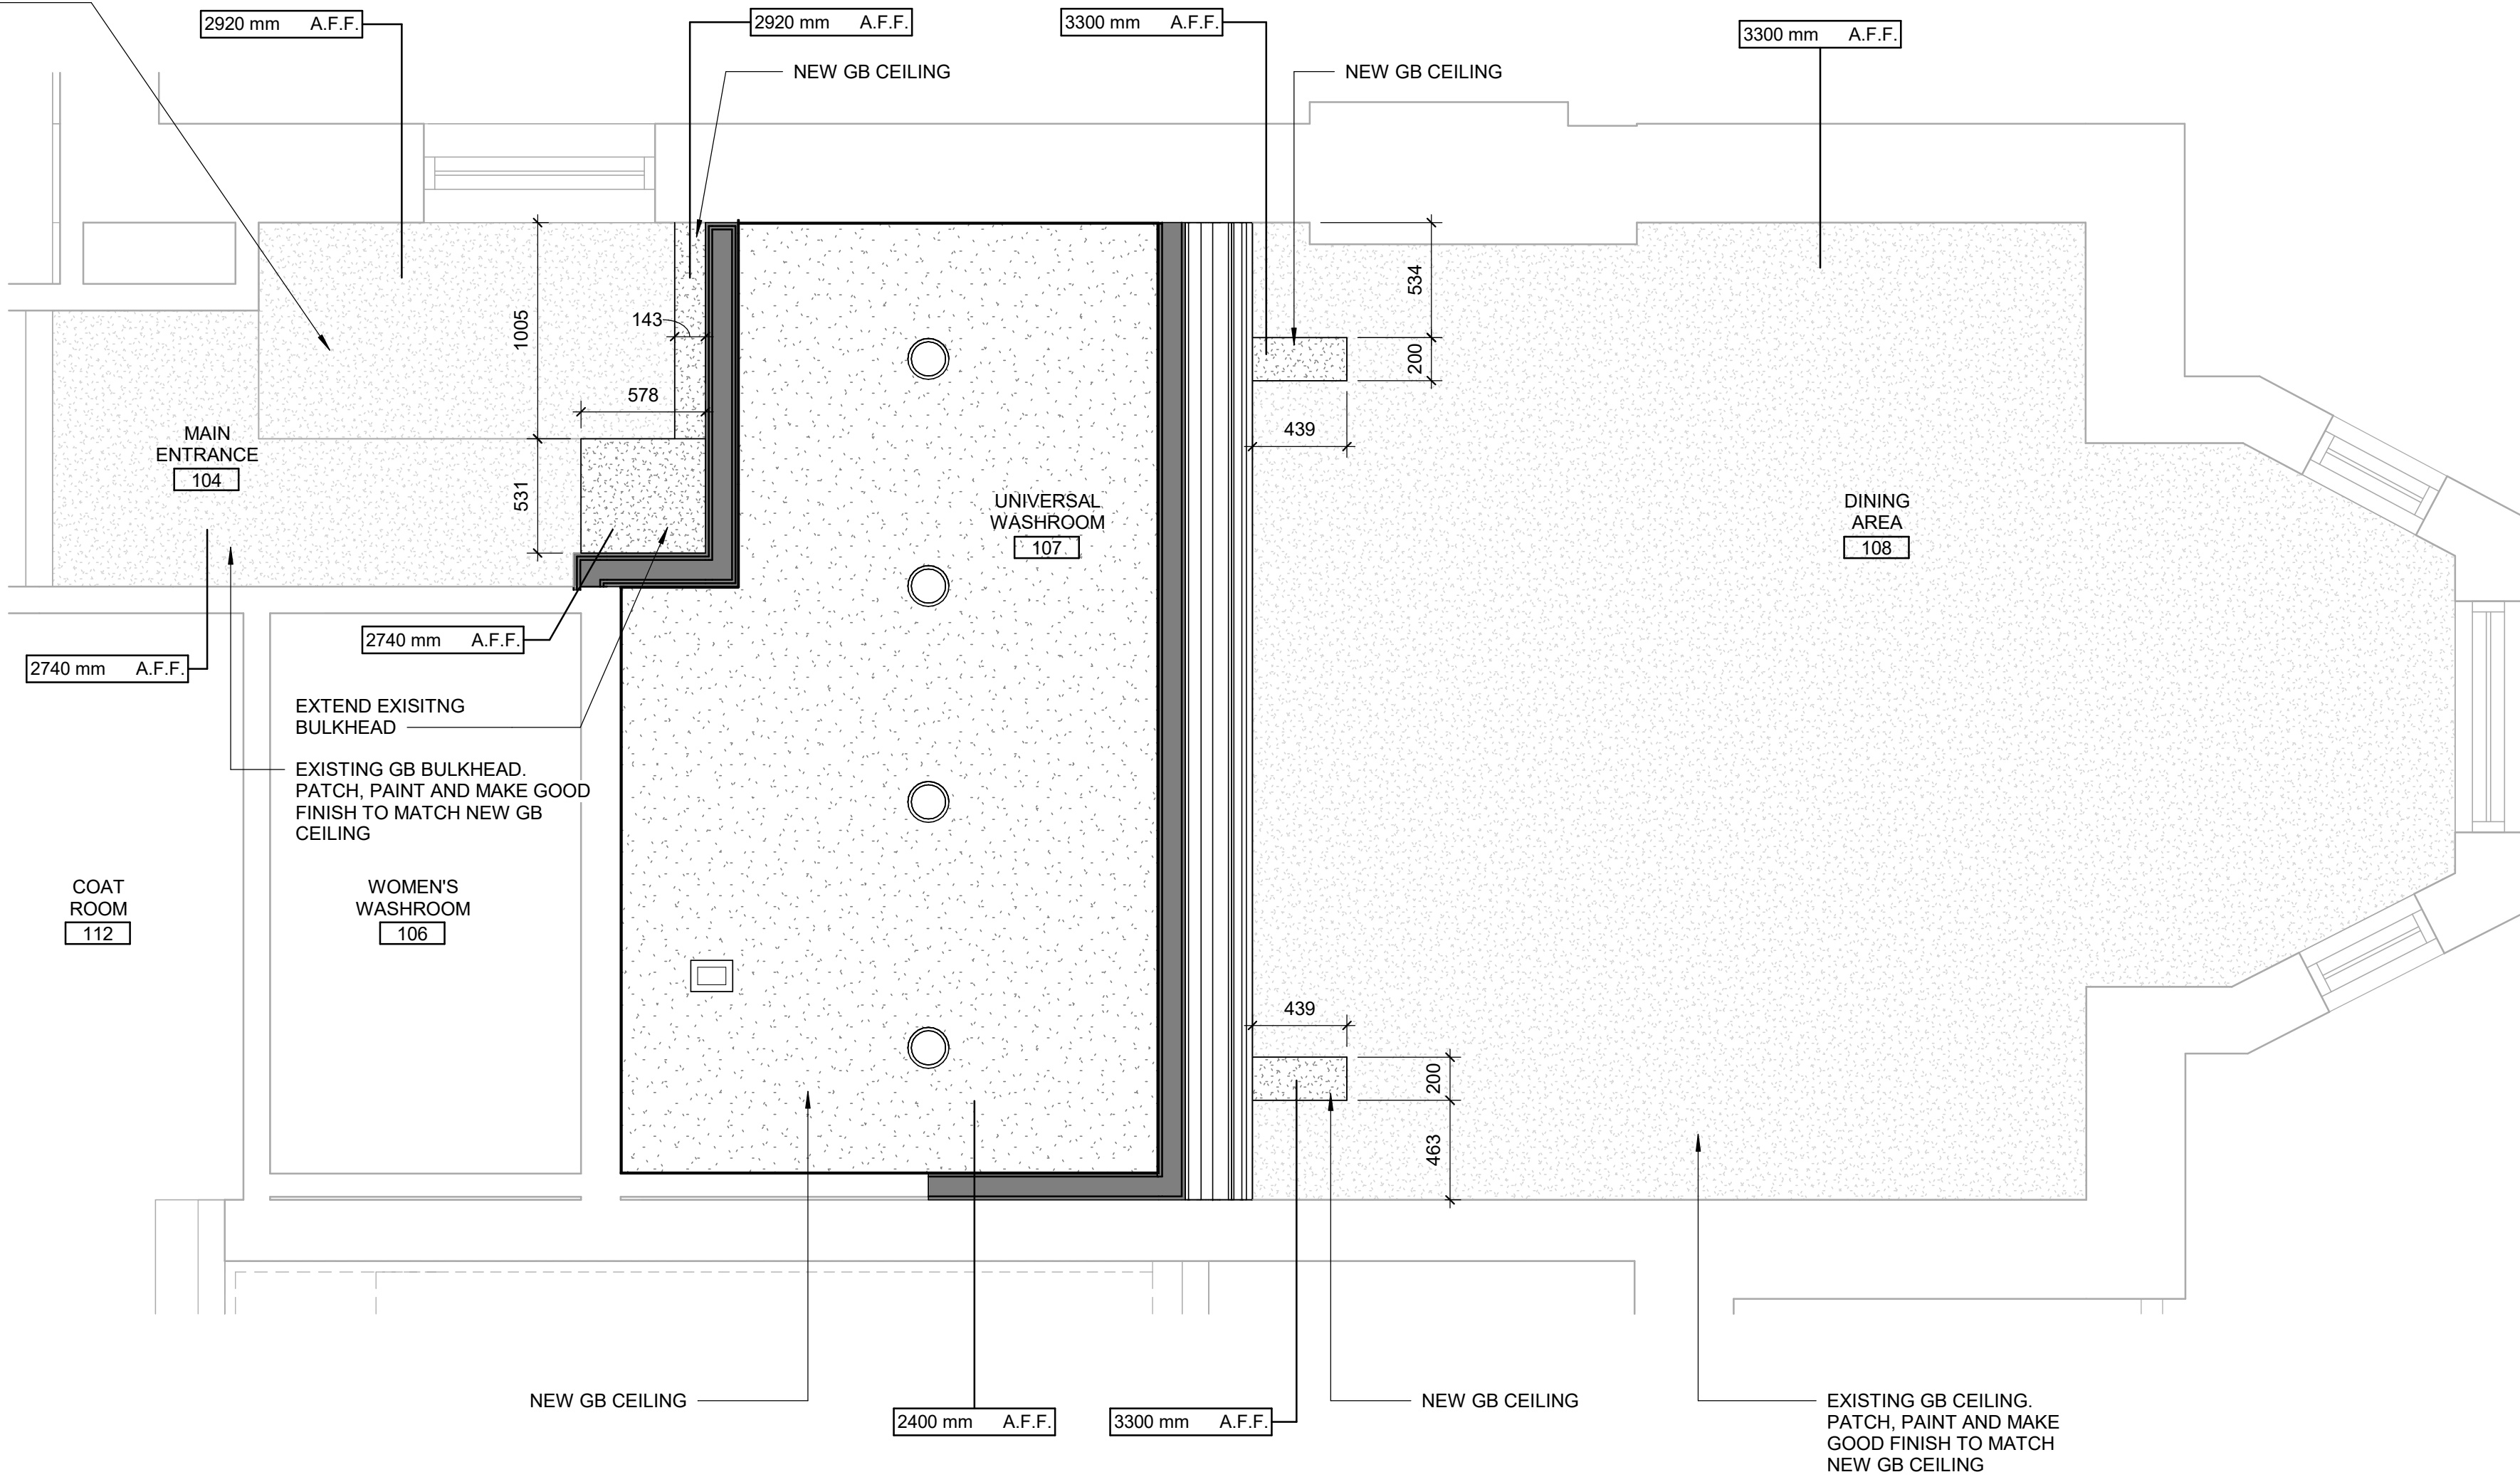 2920 mm A.F.F.
2920 mm A.F.F.
3300 mm A.F.F.
3300 mm A.F.F.
NEW GB CEILING
NEW GB CEILING
534
1005
143
200
578
439
MAIN
ENTRANCE
104
531
UNIVERSAL
WASHROOM
107
DINING
AREA
108
2740 mm A.F.F.
2740 mm A.F.F.
EXTEND EXISITNG
BULKHEAD
EXISTING GB BULKHEAD.
PATCH, PAINT AND MAKE GOOD
FINISH TO MATCH NEW GB
CEILING
COAT
ROOM
112
WOMEN'S
WASHROOM
106
439
200
463
NEW GB CEILING
2400 mm A.F.F.
3300 mm A.F.F.
NEW GB CEILING
EXISTING GB CEILING.
PATCH, PAINT AND MAKE
GOOD FINISH TO MATCH
NEW GB CEILING